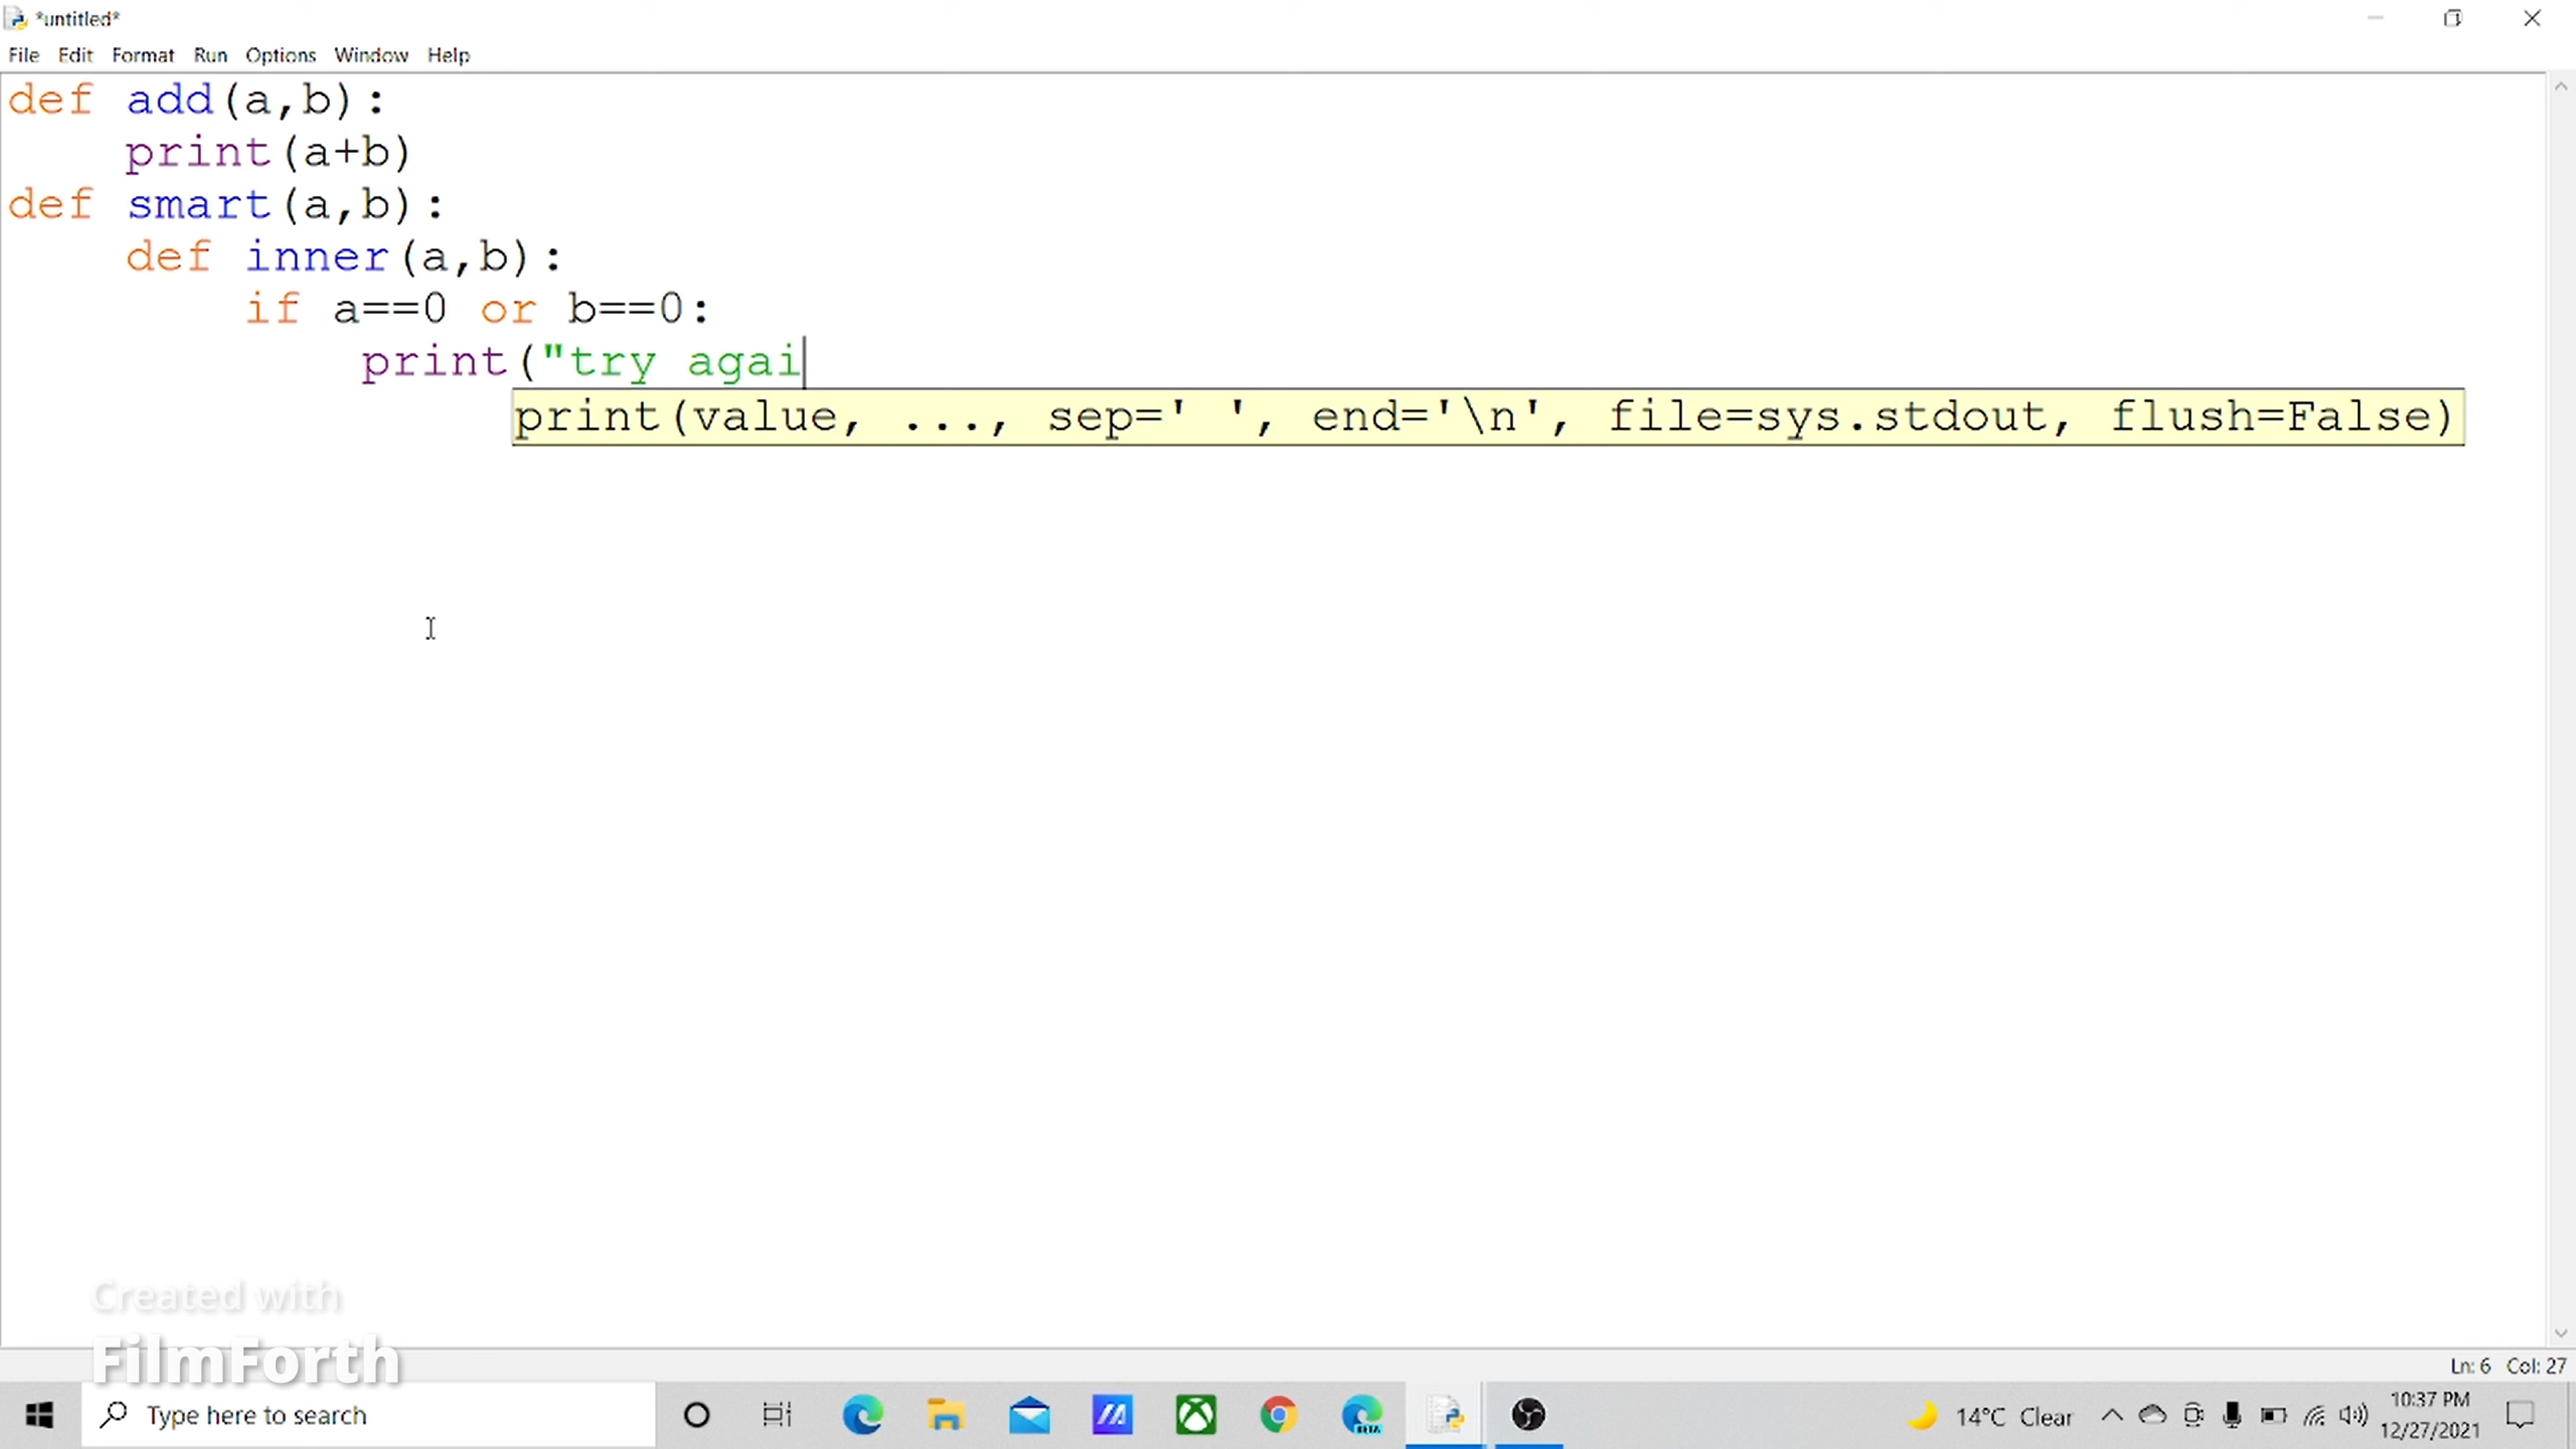 *untitled*
File Edit Format Run Options Window Help
def add(a,b):
    print(a+b)
def smart(a,b):
    def inner(a,b):
        if a==0 or b==0:
            print("try agai
print(value, ..., sep=' ', end='\n', file=sys.stdout, flush=False)
Created with
FilmForth
Ln: 6 Col: 27
Type here to search
BETA
14°C Clear
10:37 PM
12/27/2021